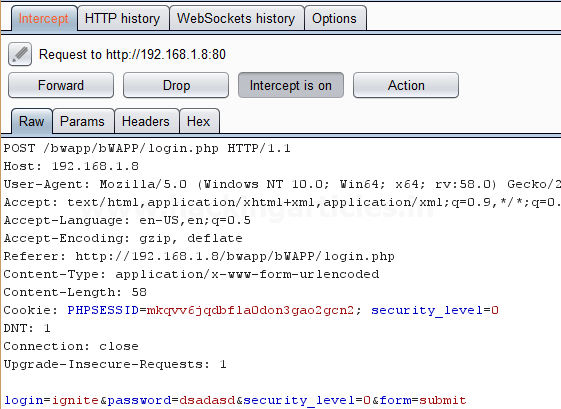 Intercept HTTP history WebSockets history Options
Request to http://192.168.1.8:80
Forward Drop Intercept is on Action
Raw Params Headers Hex
POST /bwapp/bWAPP/login.php HTTP/1.1
Host: 192.168.1.8
User-Agent: Mozilla/5.0 (Windows NT 10.0; Win64; x64; rv:58.0) Gecko/2
Accept: text/html,application/xhtml+xml,application/xml;q=0.9,*/*;q=0.
Accept-Language: en-US,en;q=0.5
Accept-Encoding: gzip, deflate
Referer: http://192.168.1.8/bwapp/bWAPP/login.php
Content-Type: application/x-www-form-urlencoded
Content-Length: 58
Cookie: PHPSESSID=mkqvv6jqdbfla0don3gao2gcn2; security_level=0
DNT: 1
Connection: close
Upgrade-Insecure-Requests: 1
login=ignite&password=dsadasd&security_level=0&form=submit